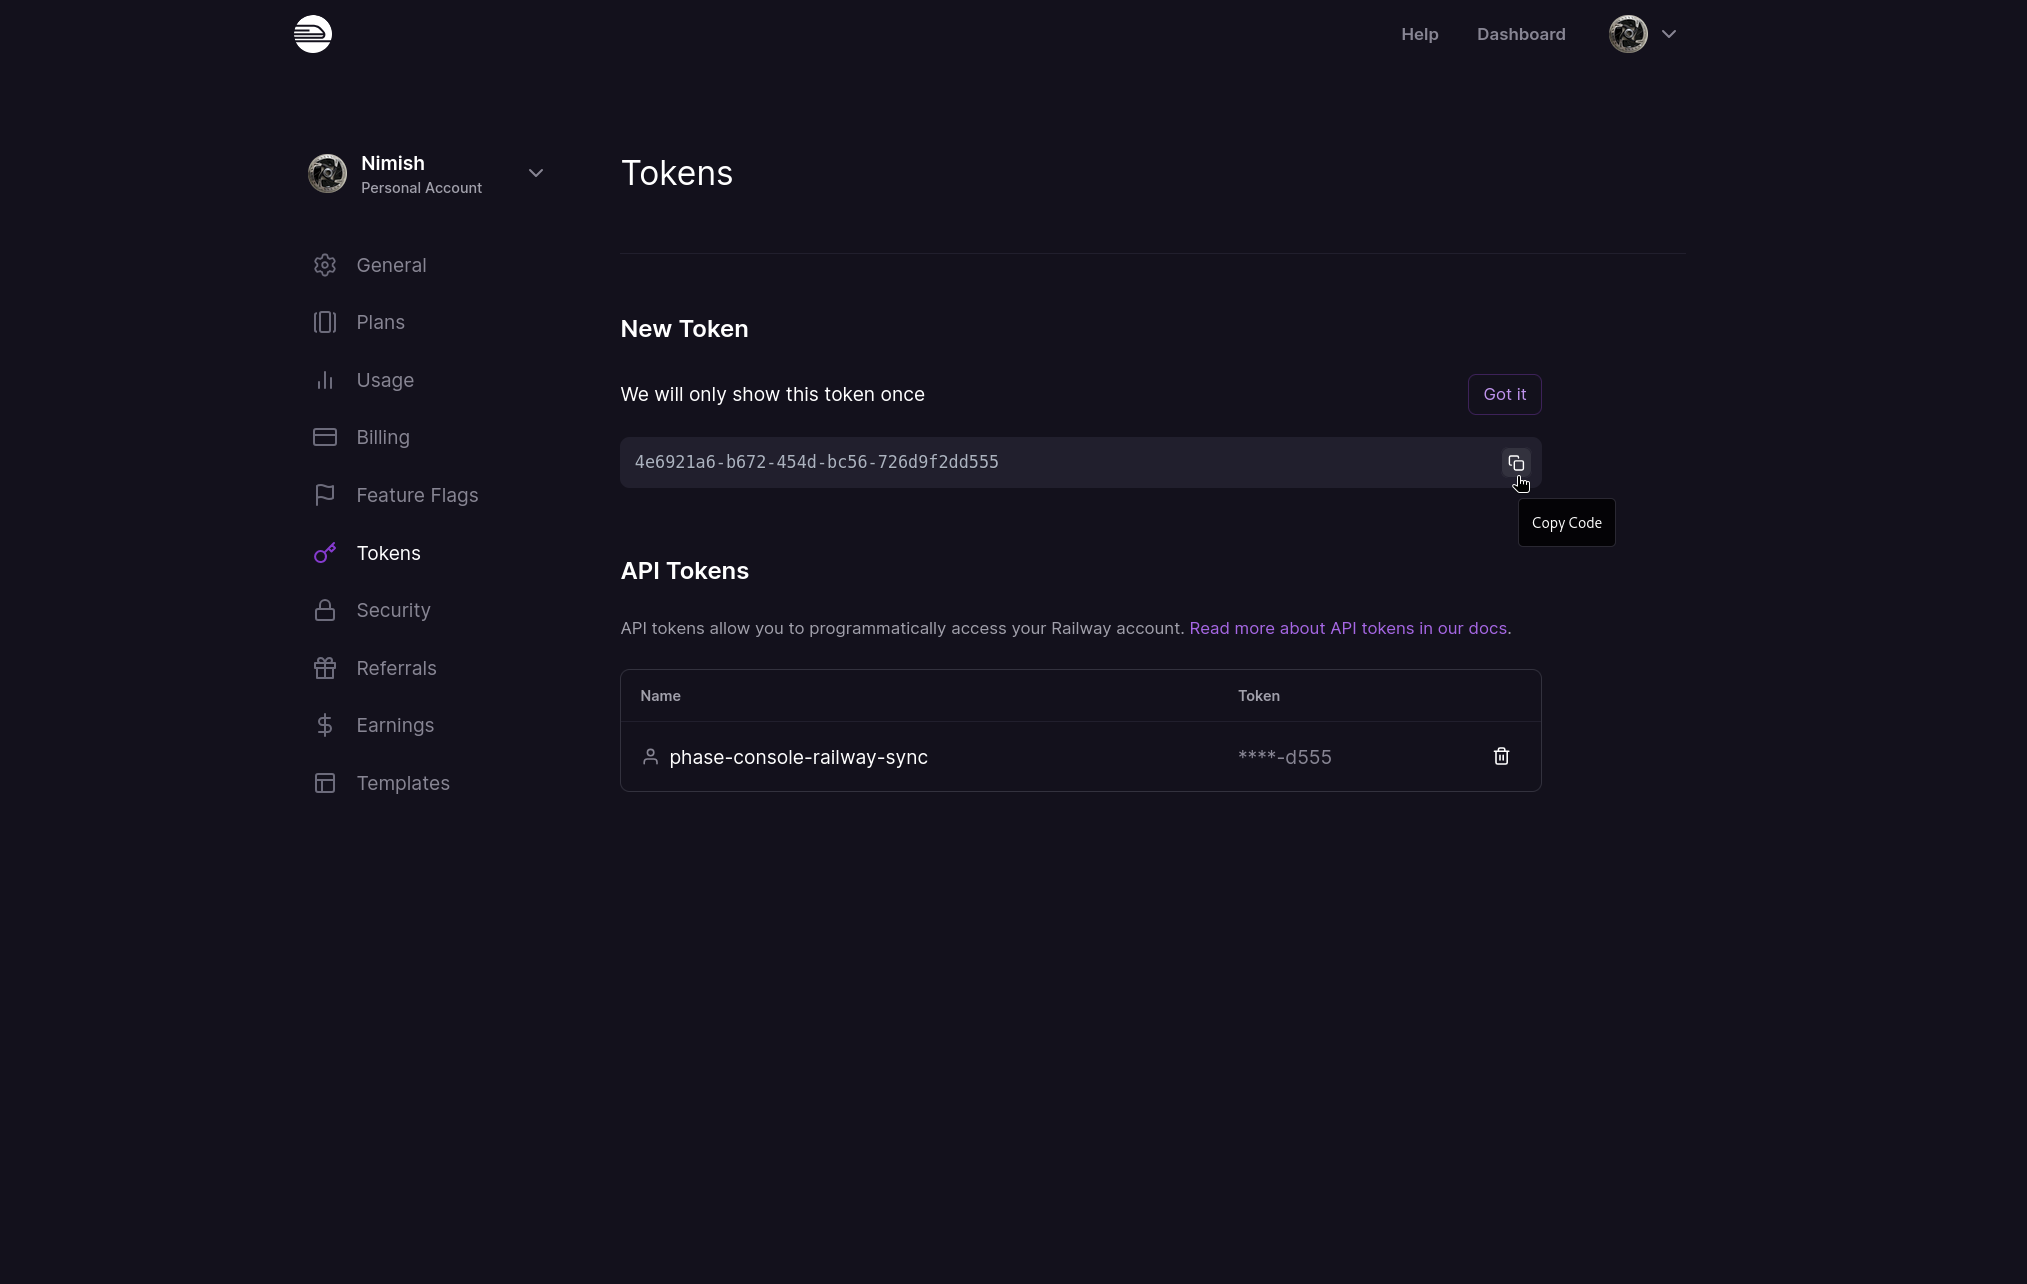 Help
Dashboard
Nimish
Personal Account
General
Plans
Usage
Billing
Feature Flags
Tokens
Security
Referrals
Earnings
Templates
Tokens
New Token
We will only show this token once
Got it
4e6921a6-b672-454d-bc56-726d9f2dd555
Copy Code
API Tokens
API tokens allow you to programmatically access your Railway account. Read more about API tokens in our docs.
Name
Token
phase-console-railway-sync
****-d555